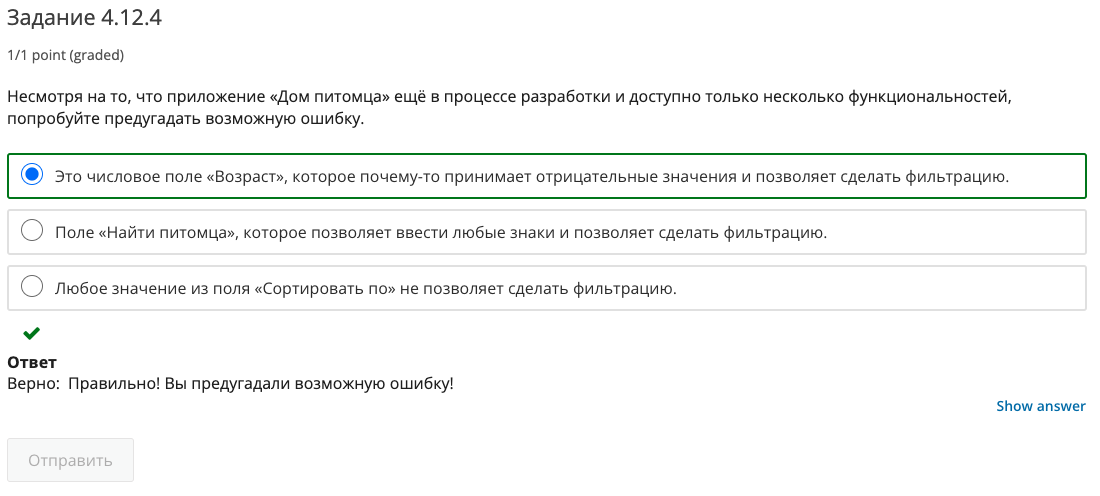 Задание 4.12.4
1/1 point (graded)
Несмотря на то, что приложение «Дом питомца» ещё в процессе разработки и доступно только несколько функциональностей,
попробуйте предугадать возможную ошибку.
Это числовое поле «Возраст», которое почему-то принимает отрицательные значения и позволяет сделать фильтрацию.
Поле «Найти питомца», которое позволяет ввести любые знаки и позволяет сделать фильтрацию.
Любое значение из поля «Сортировать по» не позволяет сделать фильтрацию.
Ответ
Верно: Правильно! Вы предугадали возможную ошибку!
Show answer
Отправить